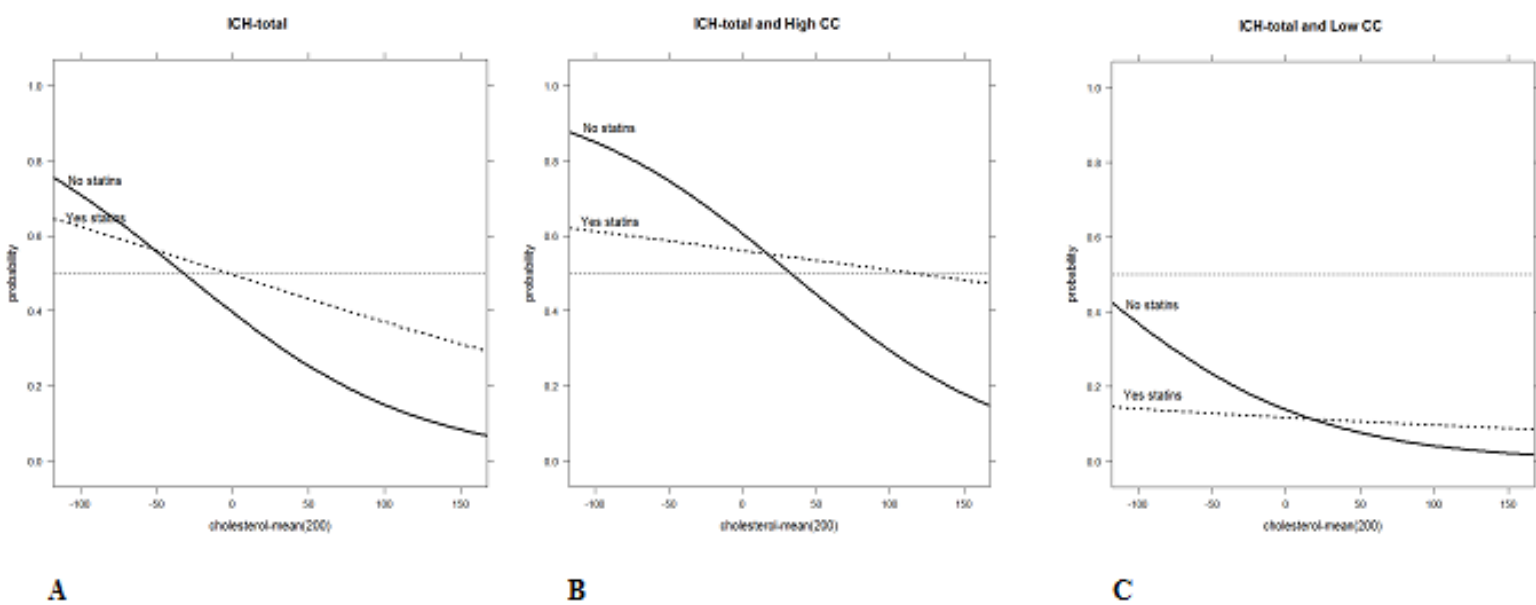 ICH-total
1.0
0.8
0.6
0.4
0.2
0.0
probability
No statins
Yes statins
-100 -50 0 50 100 150
cholesterol-mean(200)
A
ICH-total and High CC
1.0
0.8
0.6
0.4
0.2
0.0
probability
No statins
Yes statins
-100 -50 0 50 100 150
cholesterol-mean(200)
B
ICH-total and Low CC
1.0
0.8
0.6
0.4
0.2
0.0
probability
No statins
Yes statins
-100 -50 0 50 100 150
cholesterol-mean(200)
C